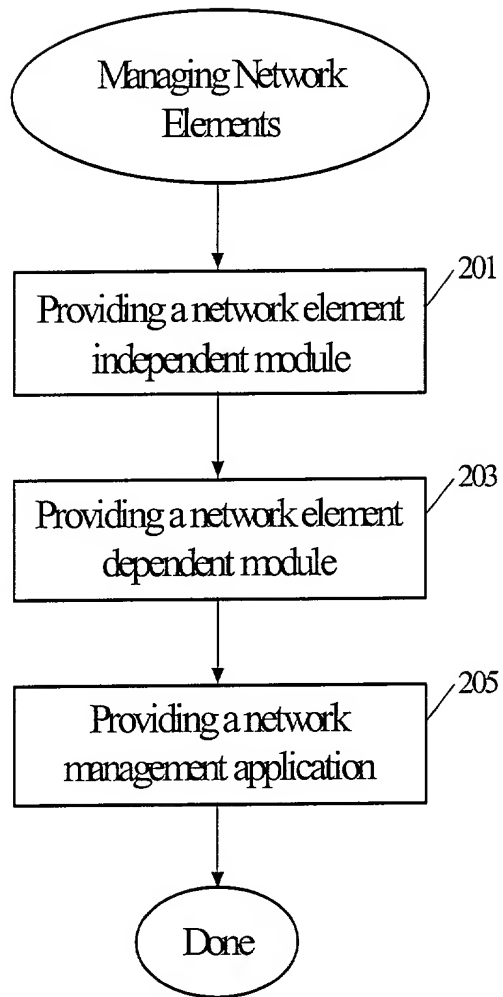 Managing Network
Elements
201
Providing a network element
independent module
203
Providing a network element
dependent module
205
Providing a network
management application
Done